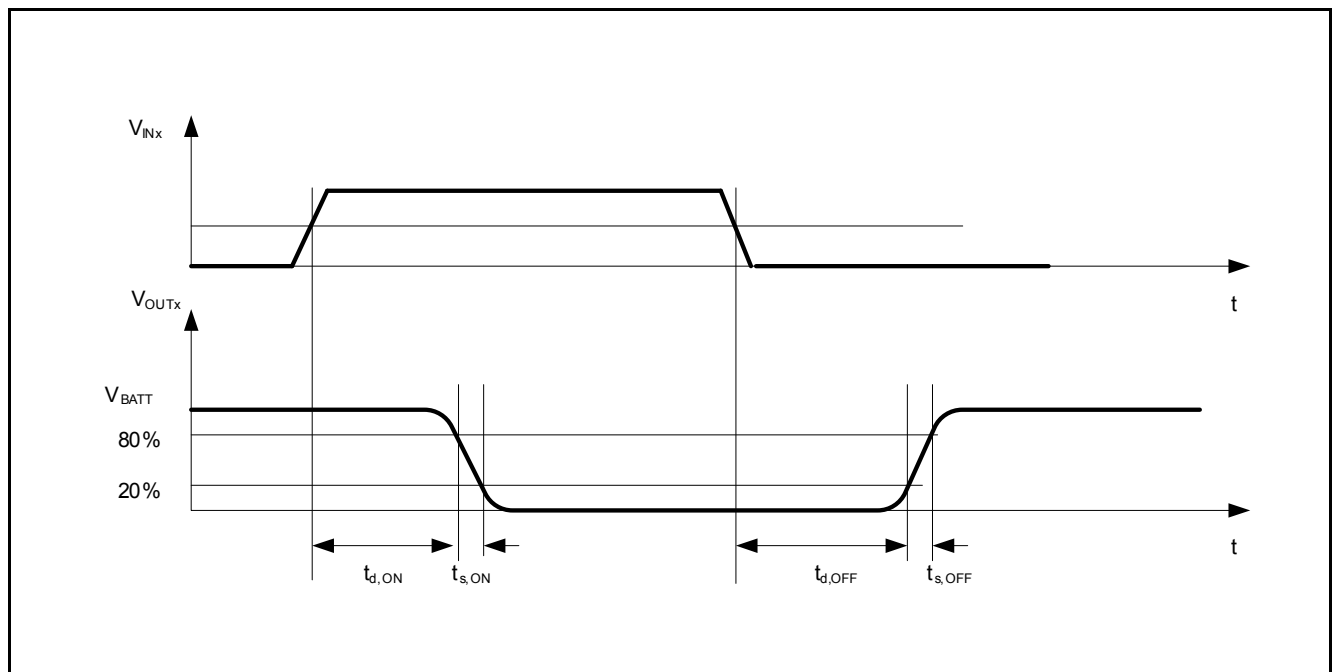 V_INx
t
V_OUTx
V_BATT
80%
20%
t
t_d,ON t_s,ON t_d,OFF t_s,OFF